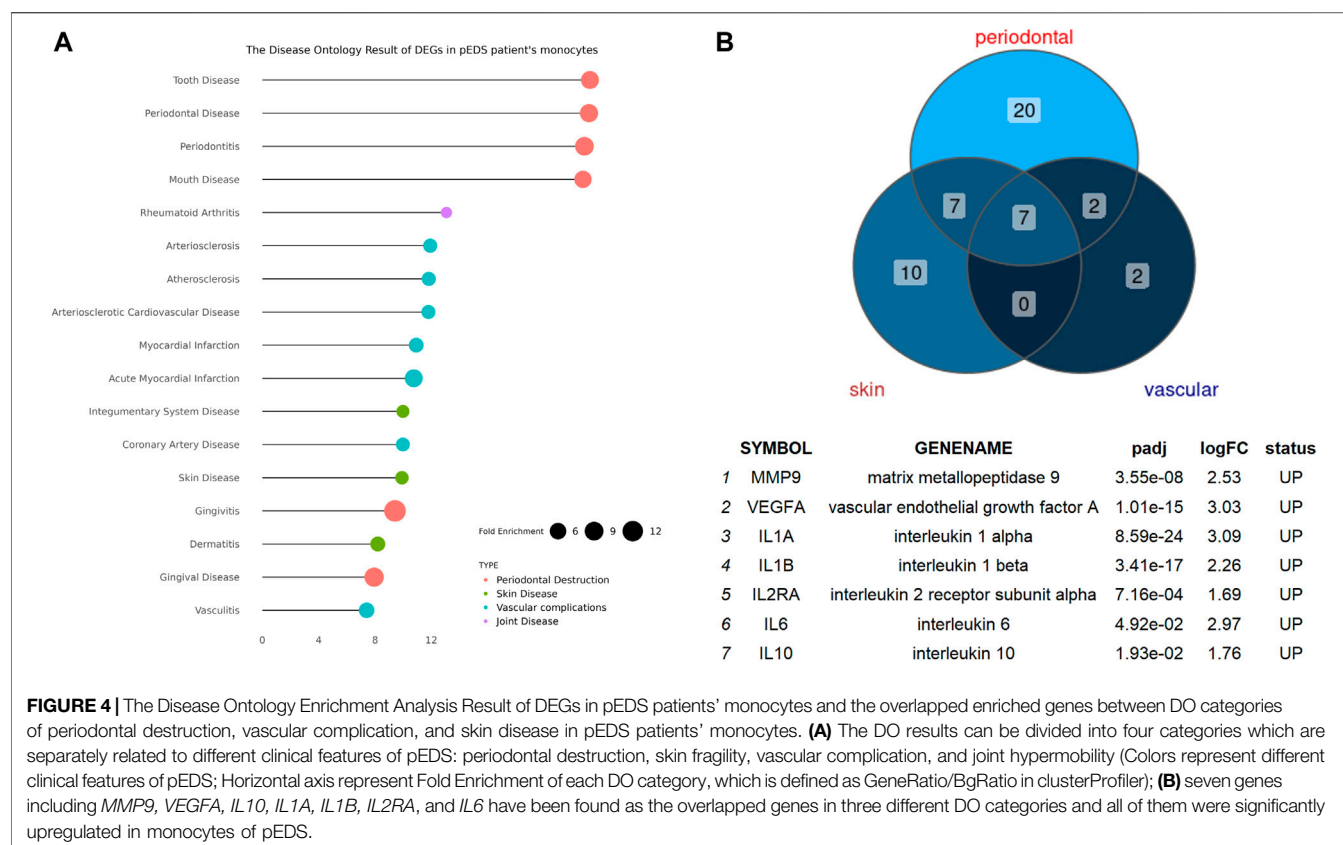 A
The Disease Ontology Result of DEGs in pEDS patient's monocytes
Tooth Disease
Periodontal Disease
Periodontitis
Mouth Disease
Rheumatoid Arthritis
Arteriosclerosis
Atherosclerosis
Arteriosclerotic Cardiovascular Disease
Myocardial Infarction
Acute Myocardial Infarction
Integumentary System Disease
Coronary Artery Disease
Skin Disease
Gingivitis
Dermatitis
Gingival Disease
Vasculitis
0 4 8 12
Fold Enrichment 6 9 12
TYPE
Periodontal Destruction
Skin Disease
Vascular complications
Joint Disease
B
periodontal
20
7 7 2
10 0 2
skin vascular
SYMBOL GENENAME padj logFC status
1 MMP9 matrix metallopeptidase 9 3.55e-08 2.53 UP
2 VEGFA vascular endothelial growth factor A 1.01e-15 3.03 UP
3 IL1A interleukin 1 alpha 8.59e-24 3.09 UP
4 IL1B interleukin 1 beta 3.41e-17 2.26 UP
5 IL2RA interleukin 2 receptor subunit alpha 7.16e-04 1.69 UP
6 IL6 interleukin 6 4.92e-02 2.97 UP
7 IL10 interleukin 10 1.93e-02 1.76 UP
FIGURE 4 | The Disease Ontology Enrichment Analysis Result of DEGs in pEDS patients' monocytes and the overlapped enriched genes between DO categories
of periodontal destruction, vascular complication, and skin disease in pEDS patients' monocytes. (A) The DO results can be divided into four categories which are
separately related to different clinical features of pEDS: periodontal destruction, skin fragility, vascular complication, and joint hypermobility (Colors represent different
clinical features of pEDS; Horizontal axis represent Fold Enrichment of each DO category, which is defined as GeneRatio/BgRatio in clusterProfiler); (B) seven genes
including MMP9, VEGFA, IL10, IL1A, IL1B, IL2RA, and IL6 have been found as the overlapped genes in three different DO categories and all of them were significantly
upregulated in monocytes of pEDS.